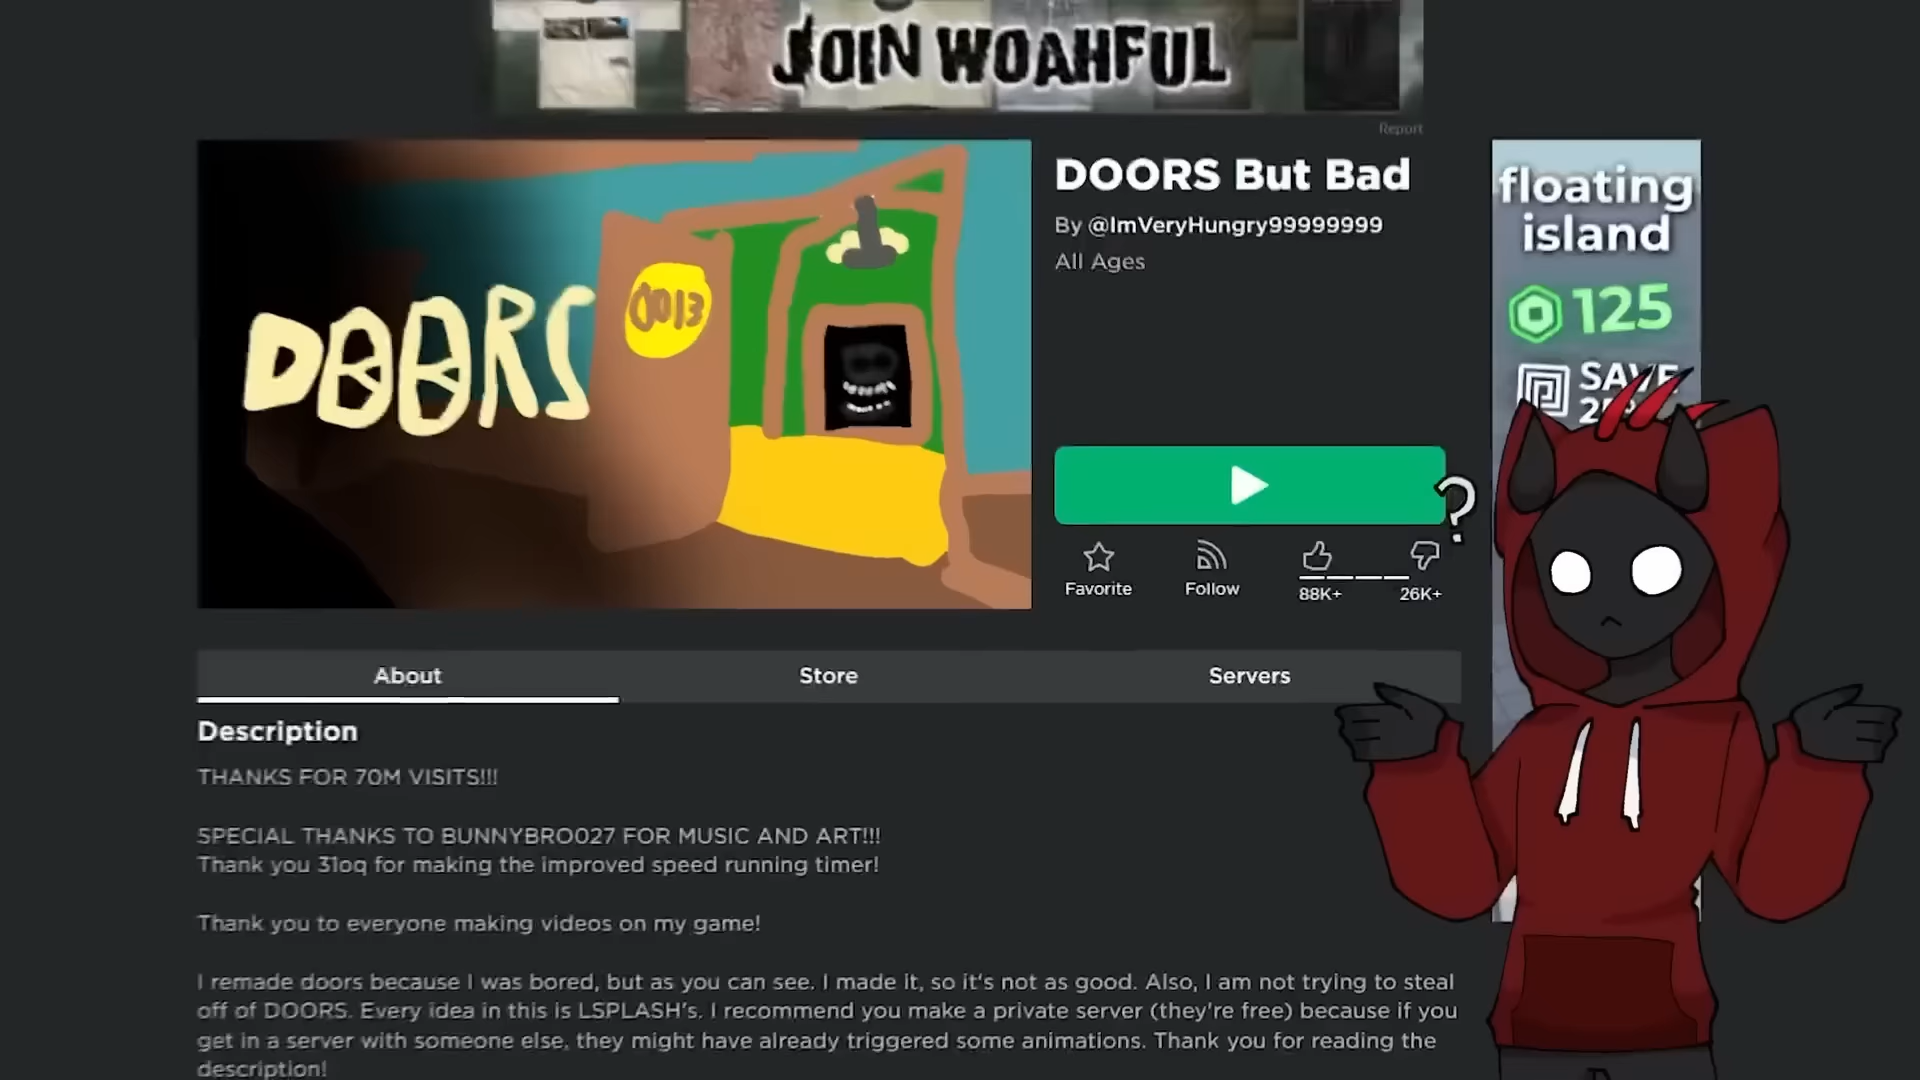 JOIN WOAHFUL
Report
DOORS
0013
DOORS But Bad
By @ImVeryHungry99999999
All Ages
floating
island
125
SAVE
?
Favorite
Follow
88K+
26K+
About
Store
Servers
Description
THANKS FOR 70M VISITS!!!
SPECIAL THANKS TO BUNNYBRO027 FOR MUSIC AND ART!!!
Thank you 31oq for making the improved speed running timer!
Thank you to everyone making videos on my game!
I remade doors because I was bored, but as you can see. I made it, so it's not as good. Also, I am not trying to steal
off of DOORS. Every idea in this is LSPLASH's. I recommend you make a private server (they're free) because if you
get in a server with someone else, they might have already triggered some animations. Thank you for reading the
description!